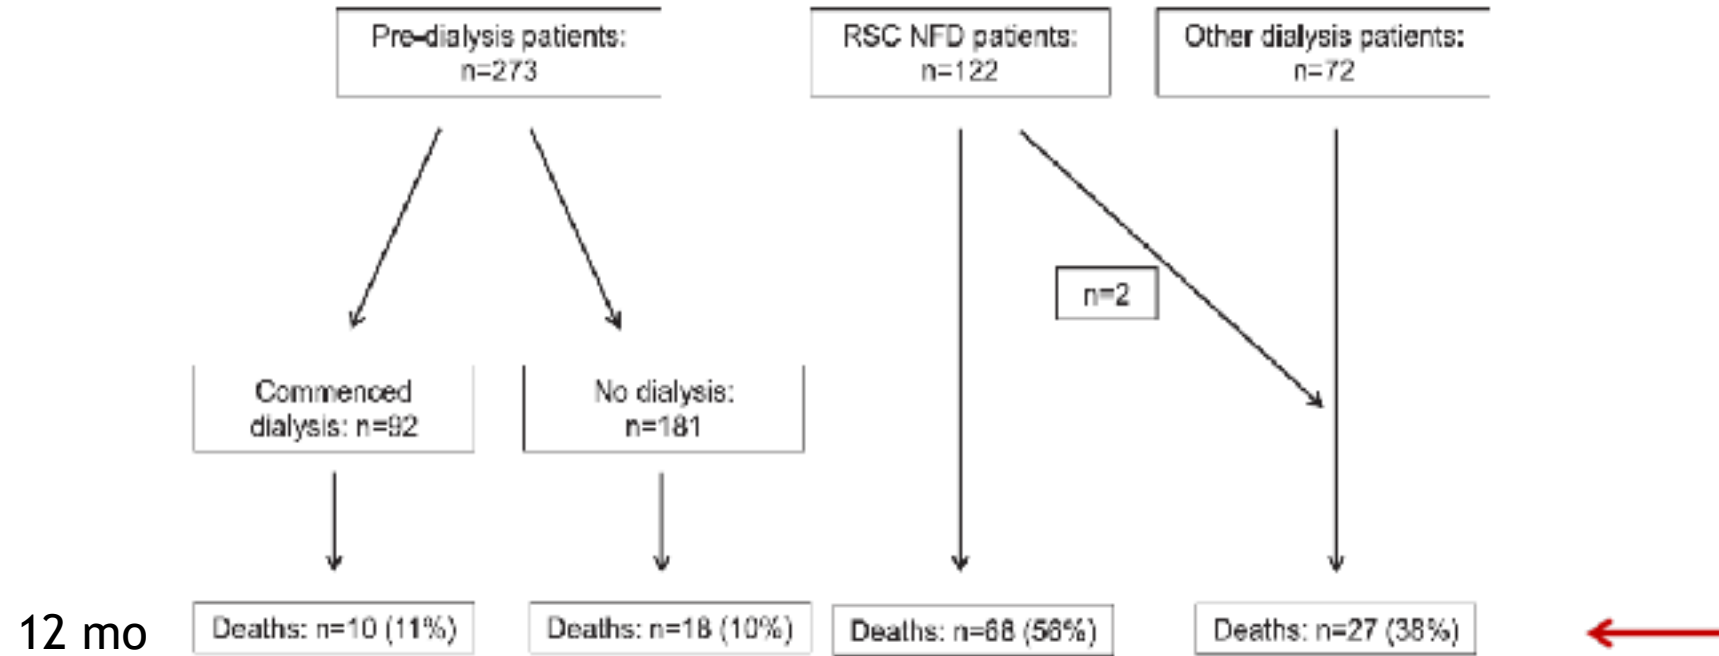 Pre-dialysis patients:
n=273
RSC NFD patients:
n=122
Other dialysis patients:
n=72
n=2
Commenced
dialysis: n=92
No dialysis:
n=181
12 mo
Deaths: n=10 (11%)
Deaths: n=18 (10%)
Deaths: n=68 (56%)
Deaths: n=27 (38%)